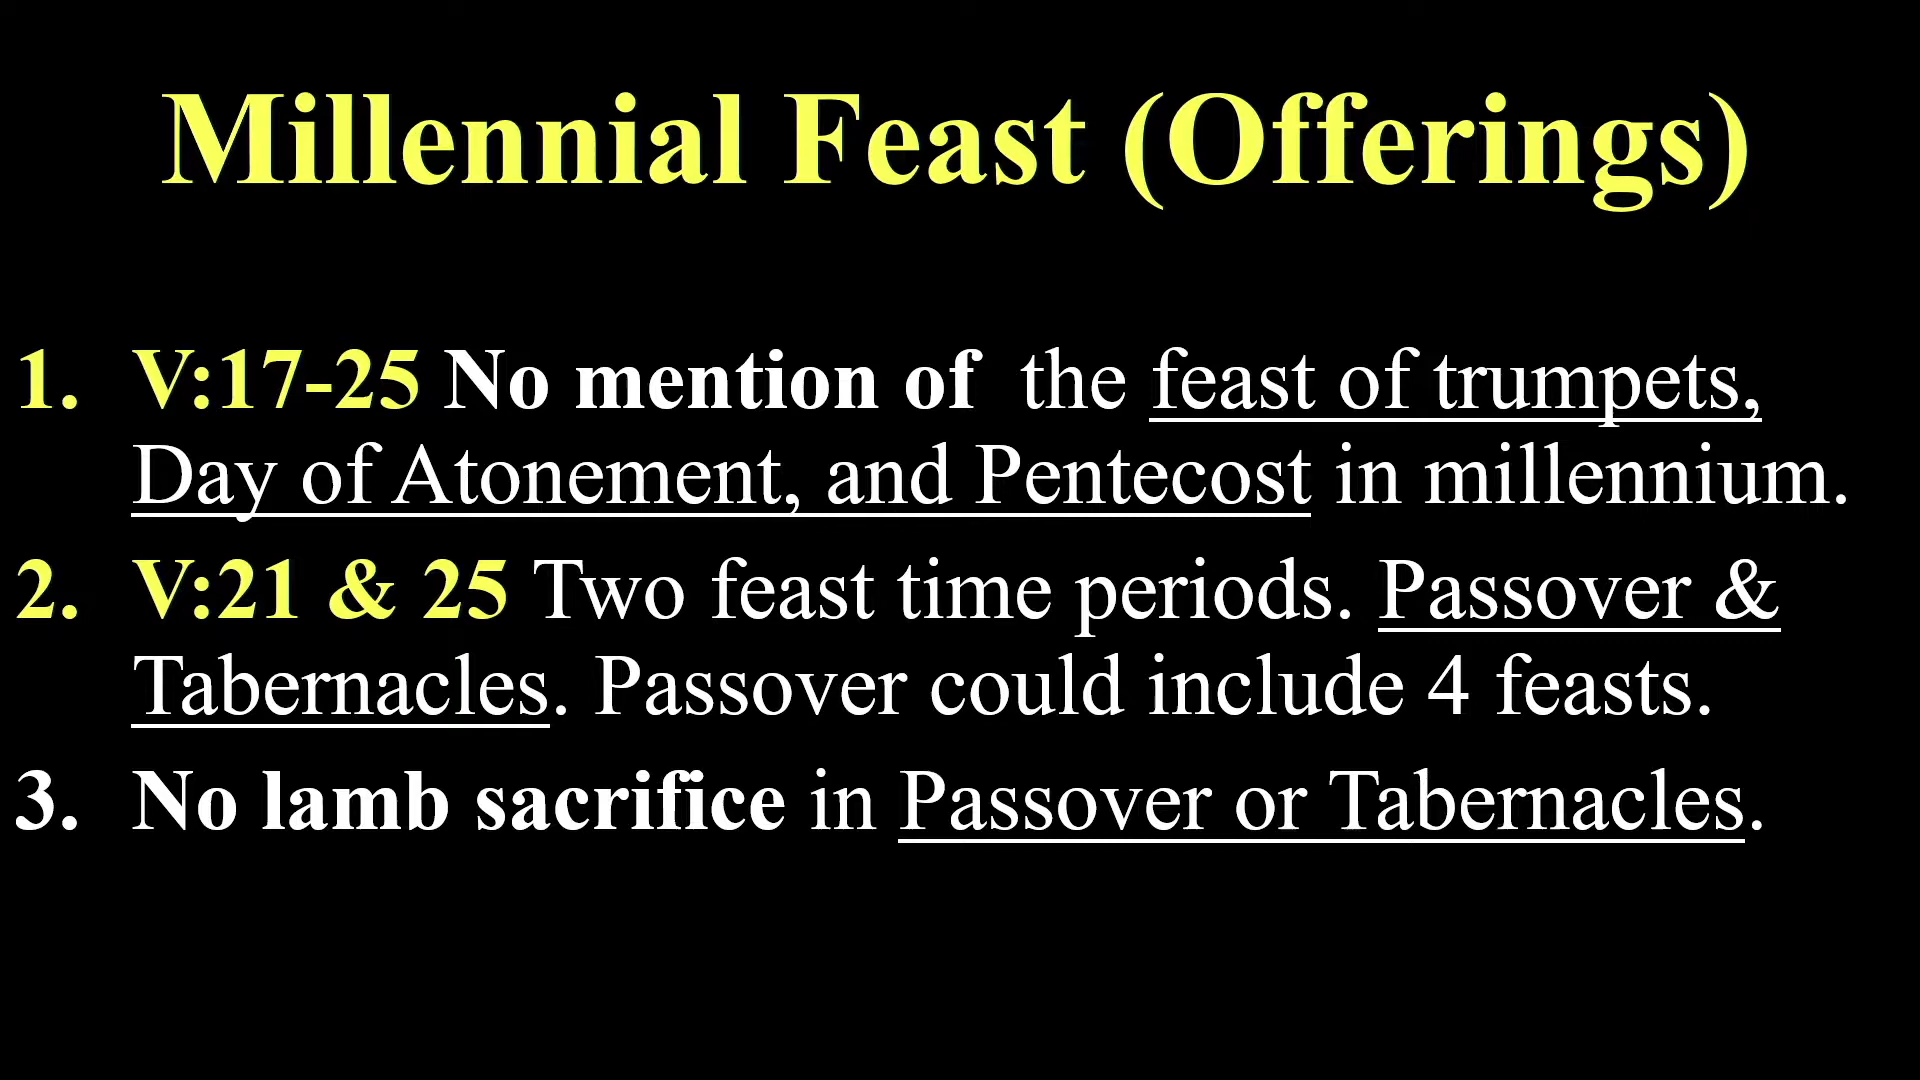 Millennial Feast (Offerings)
1. V:17-25 No mention of the feast of trumpets,
Day of Atonement, and Pentecost in millennium.
2. V:21 & 25 Two feast time periods. Passover &
Tabernacles. Passover could include 4 feasts.
3. No lamb sacrifice in Passover or Tabernacles.